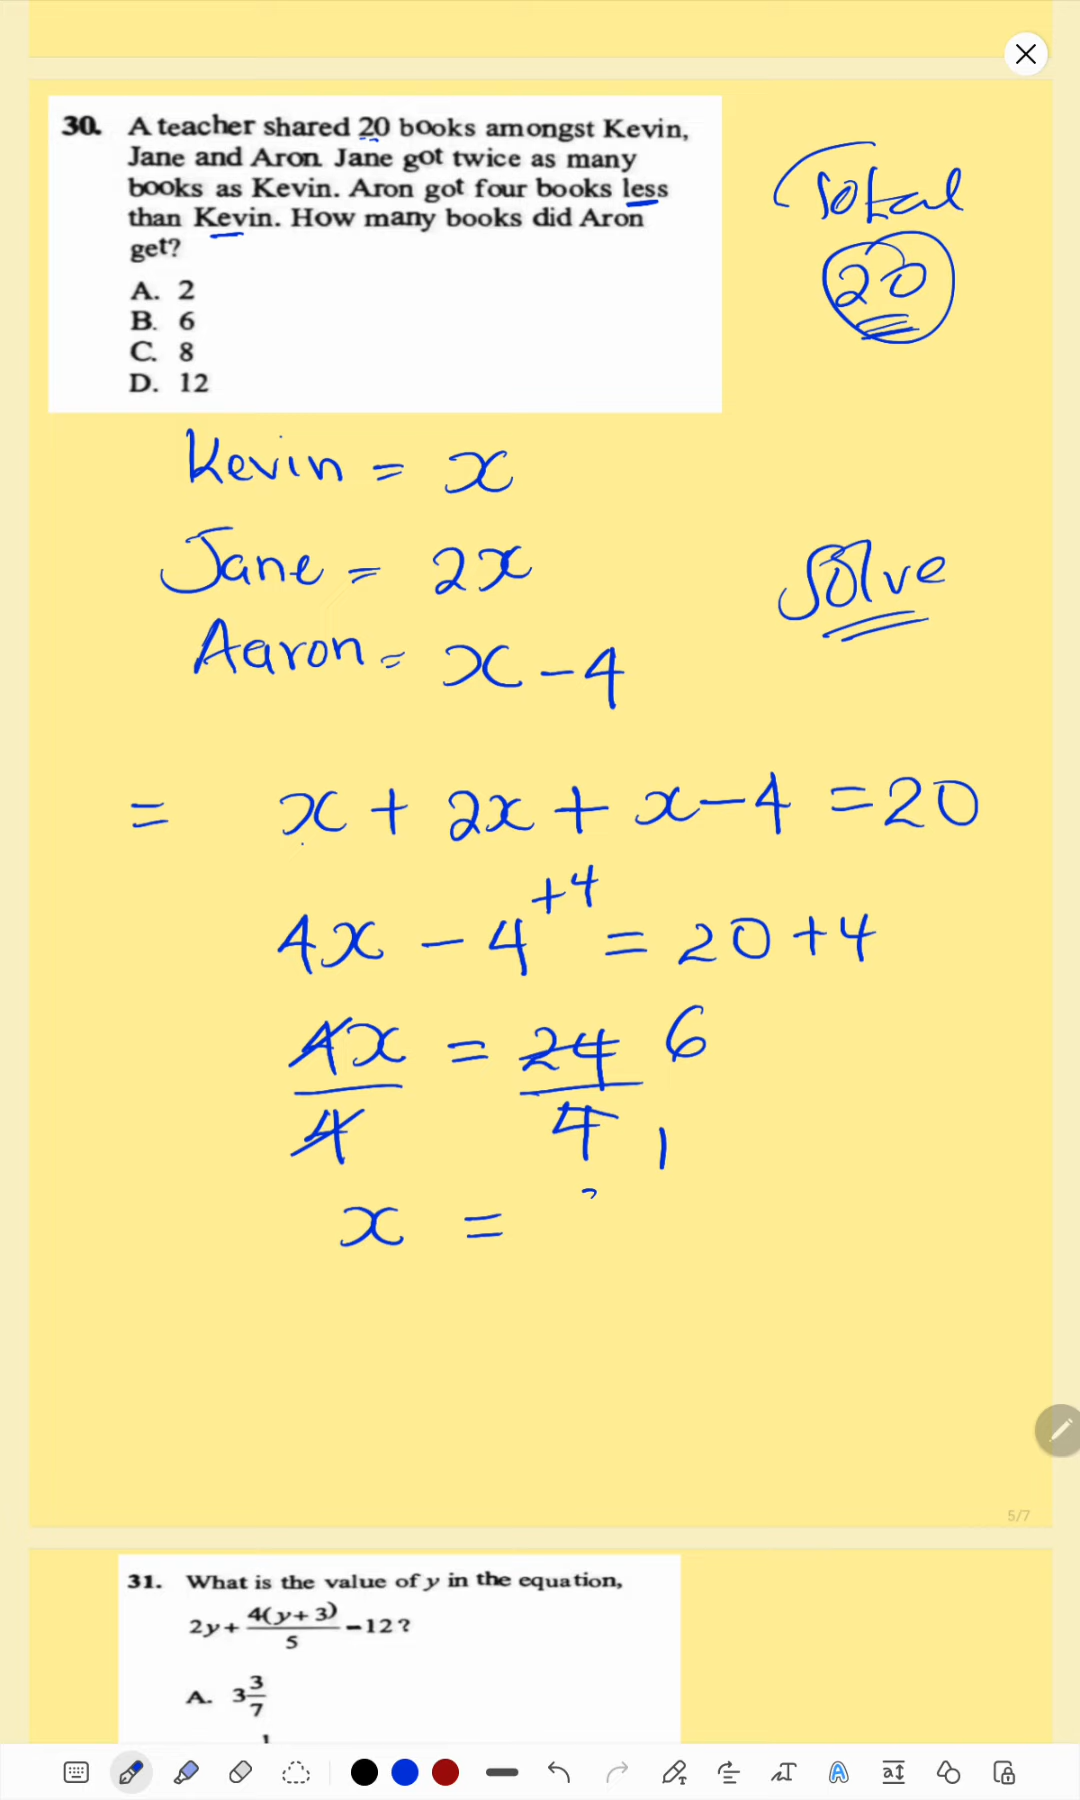 30. A teacher shared 20 books amongst Kevin,
Jane and Aron. Jane got twice as many
books as Kevin. Aron got four books less
than Kevin. How many books did Aron
get?
A. 2
B. 6
C. 8
D. 12
Total
20
Kevin = x
Jane = 2x
Solve
Aaron = x - 4
= x + 2x + x - 4 = 20
4x - 4 +4 = 20 + 4
4x = 24 6
4 4 1
x =
5/7
31. What is the value of y in the equation,
2y + 4(y+3)/5 - 12?
A. 3 3/7
1